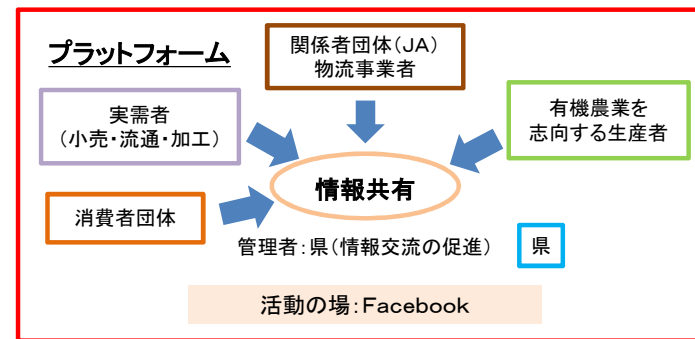 プラットフォーム
関係者団体（JA）
物流事業者
実需者
（小売・流通・加工）
有機農業を
志向する生産者
情報共有
消費者団体
管理者：県（情報交流の促進）
県
活動の場：Facebook